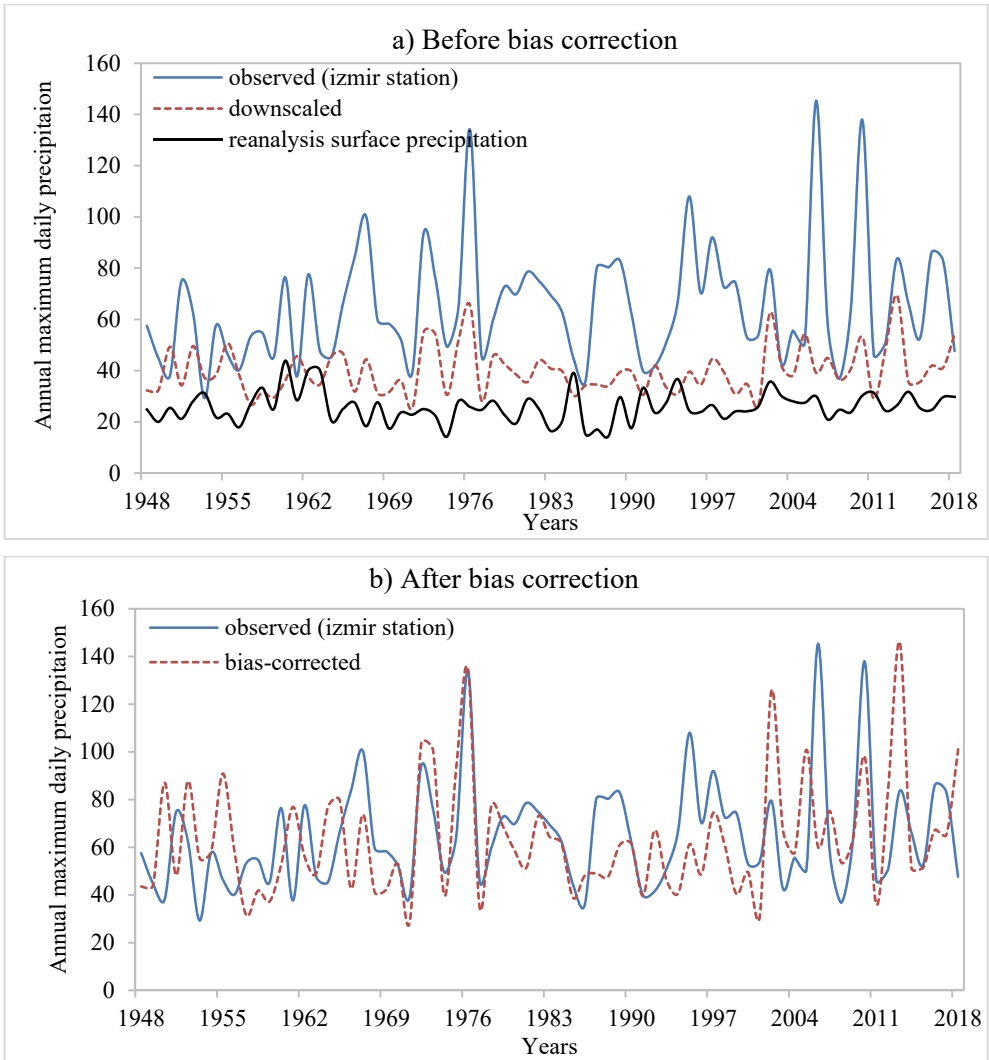 a) Before bias correction
160
140
120
100
80
60
40
20
0
Annual maximum daily precipitaion
observed (izmir station)
downscaled
reanalysis surface precipitation
1948 1955 1962 1969 1976 1983 1990 1997 2004 2011 2018
Years
b) After bias correction
160
140
120
100
80
60
40
20
0
Annual maximum daily precipitaion
observed (izmir station)
bias-corrected
1948 1955 1962 1969 1976 1983 1990 1997 2004 2011 2018
Years